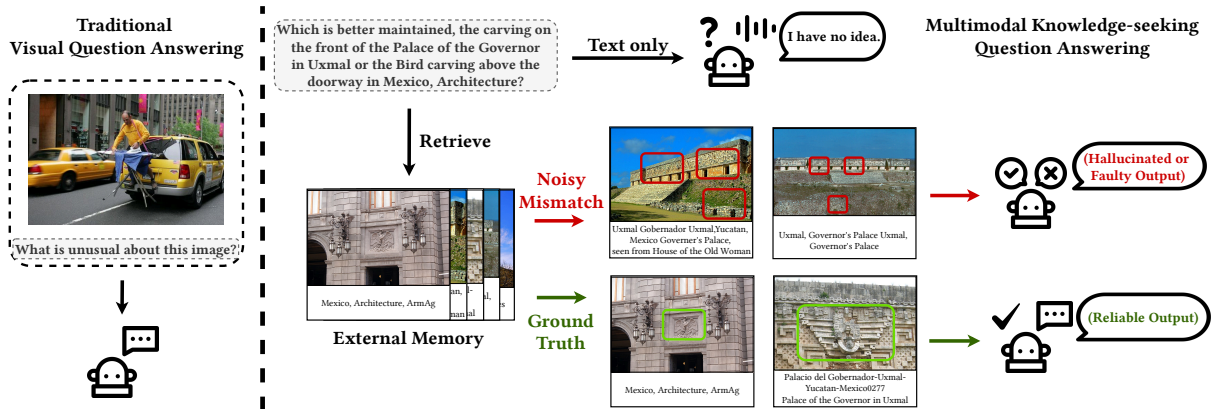 Traditional
Visual Question Answering
What is unusual about this image?
Which is better maintained, the carving on
the front of the Palace of the Governor
in Uxmal or the Bird carving above the
doorway in Mexico, Architecture?
Text only
?
I have no idea.
Multimodal Knowledge-seeking
Question Answering
Retrieve
Mexico, Architecture, ArmAg
an,
nan
l-
sal
al,
es
External Memory
Noisy
Mismatch
Uxmal Gobernador Uxmal,Yucatan,
Mexico Governer's Palace,
seen from House of the Old Woman
Uxmal, Governor's Palace Uxmal,
Governor's Palace
(Hallucinated or
Faulty Output)
Ground
Truth
Mexico, Architecture, ArmAg
Palacio del Gobernador-Uxmal-
Yucatan-Mexico0277
Palace of the Governor in Uxmal
(Reliable Output)